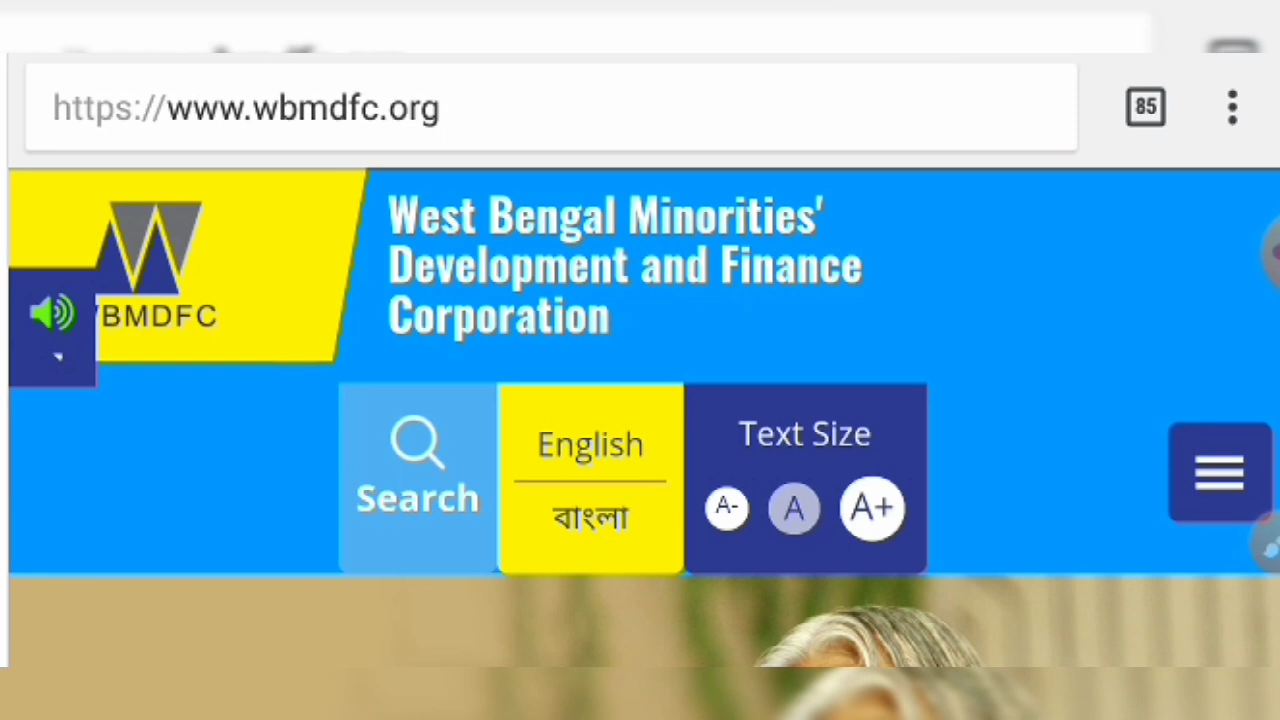 https://www.wbmdfc.org
85
West Bengal Minorities'
Development and Finance
Corporation
BMDFC
Search
English
বাংলা
Text Size
A- A A+